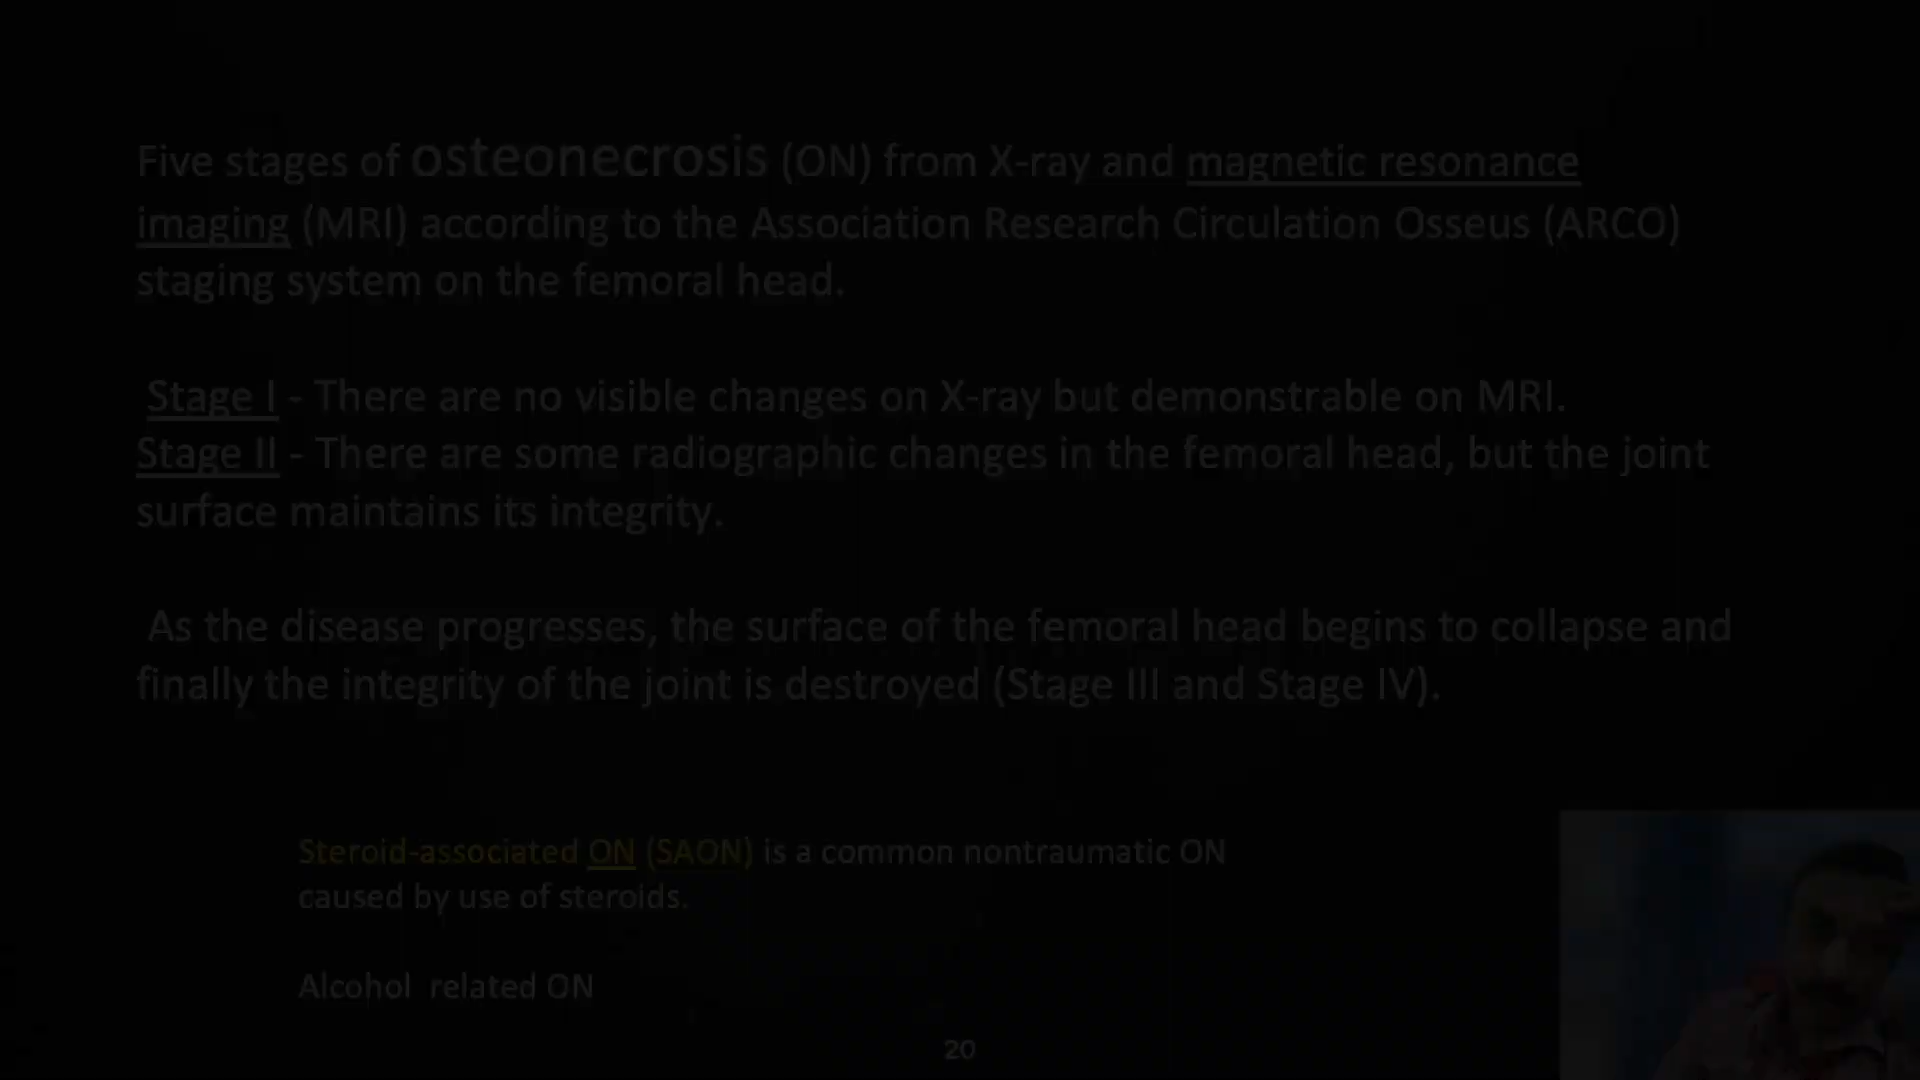 Five stages of osteonecrosis (ON) from X-ray and magnetic resonance
imaging (MRI) according to the Association Research Circulation Osseus (ARCO)
staging system on the femoral head.
Stage I - There are no visible changes on X-ray but demonstrable on MRI.
Stage II - There are some radiographic changes in the femoral head, but the joint
surface maintains its integrity.
As the disease progresses, the surface of the femoral head begins to collapse and
finally the integrity of the joint is destroyed (Stage III and Stage IV).
Steroid-associated ON (SAON) is a common nontraumatic ON
caused by use of steroids.
Alcohol related ON
20